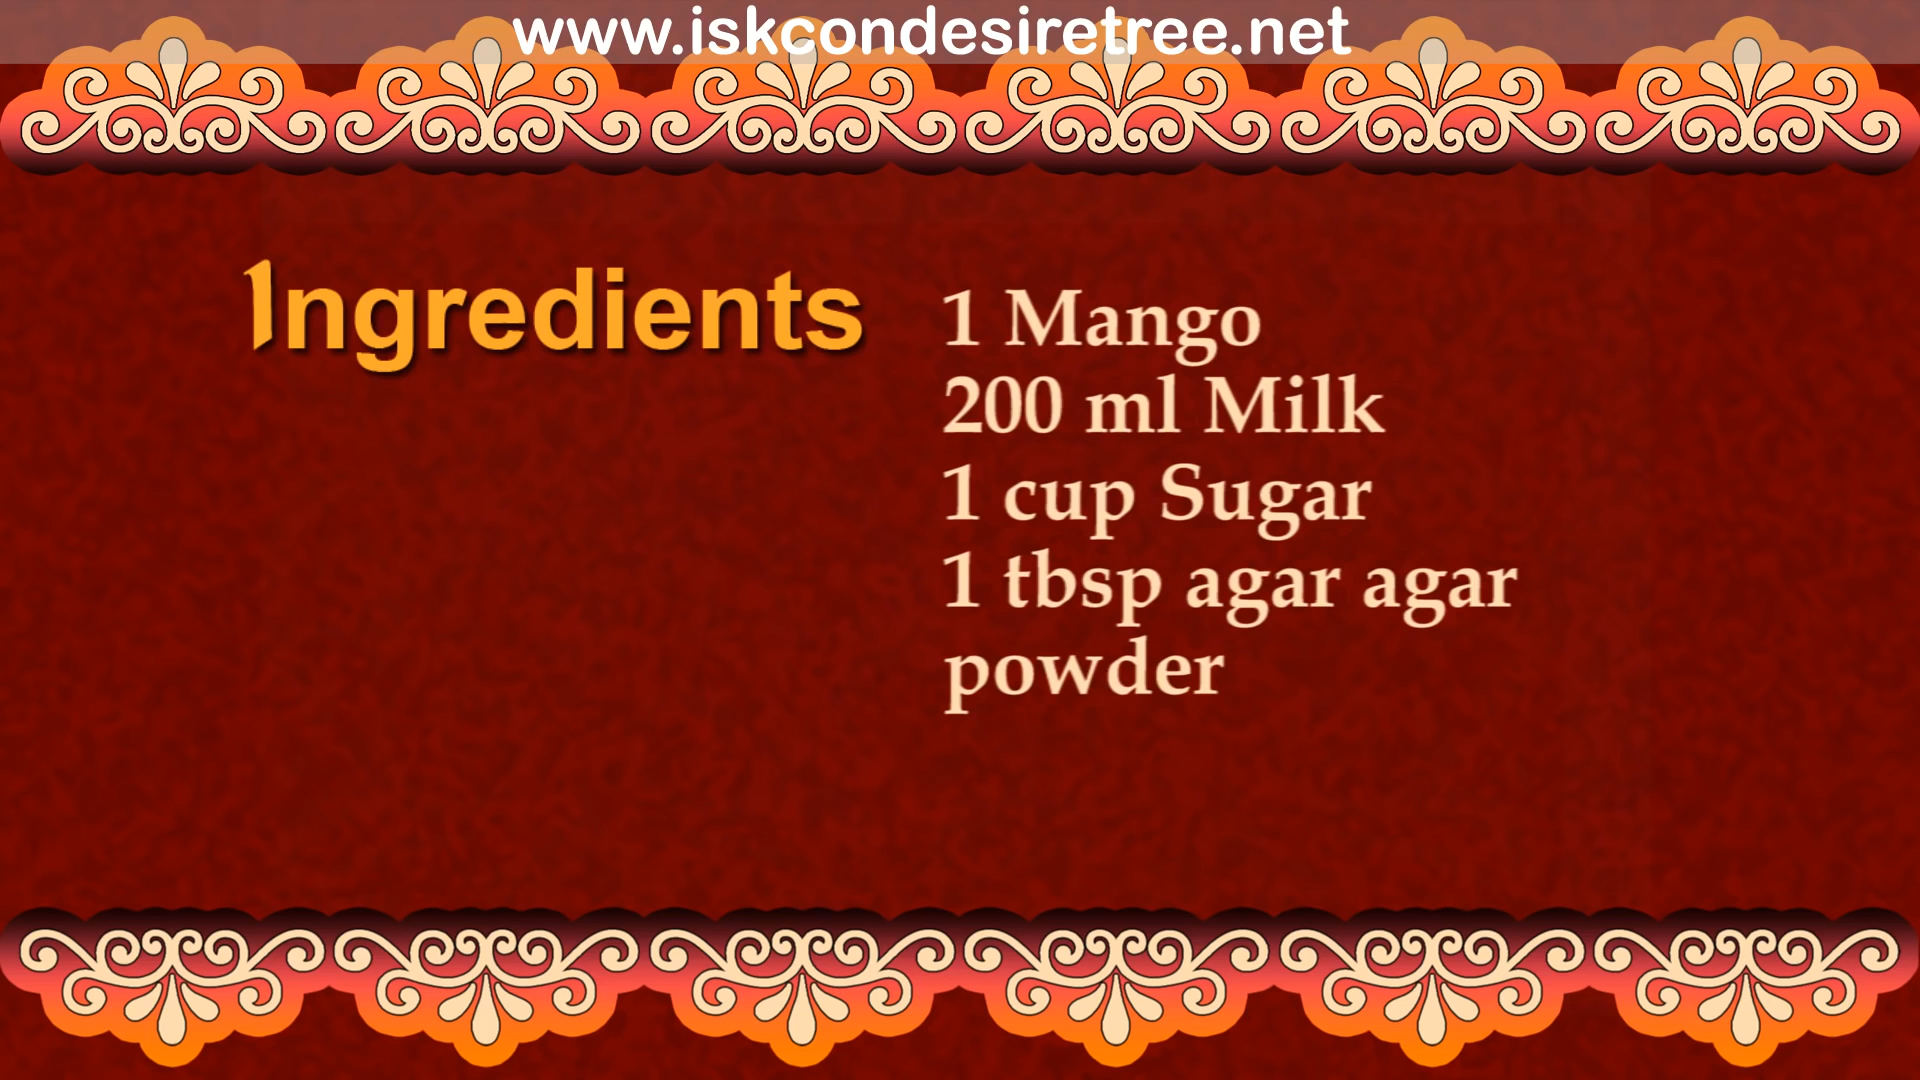 www.iskcondesiretree.net
Ingredients
1 Mango
200 ml Milk
1 cup Sugar
1 tbsp agar agar
powder